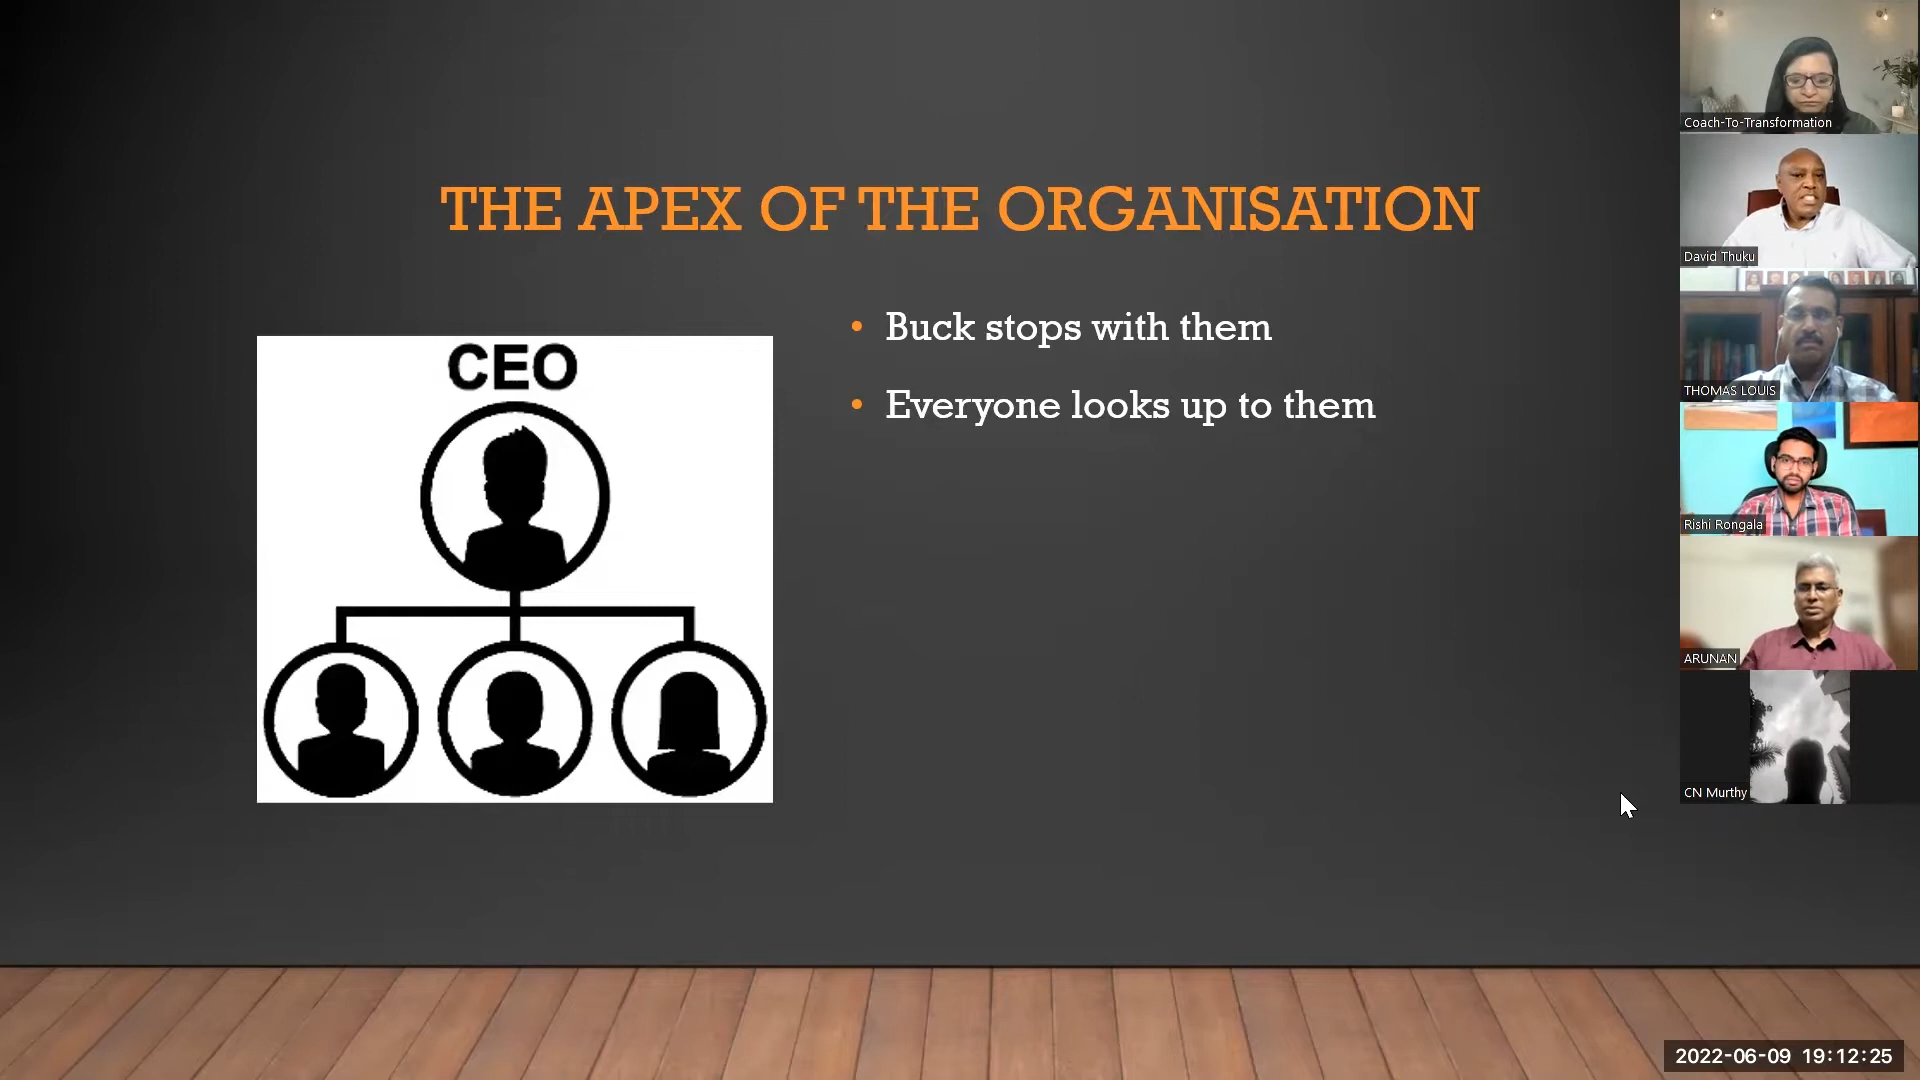 THE APEX OF THE ORGANISATION
CEO
• Buck stops with them
• Everyone looks up to them
Coach-To-Transformation
David Thuku
THOMAS LOUIS
Rishi Rongala
ARUNAN
CN Murthy
2022-06-09 19:12:25